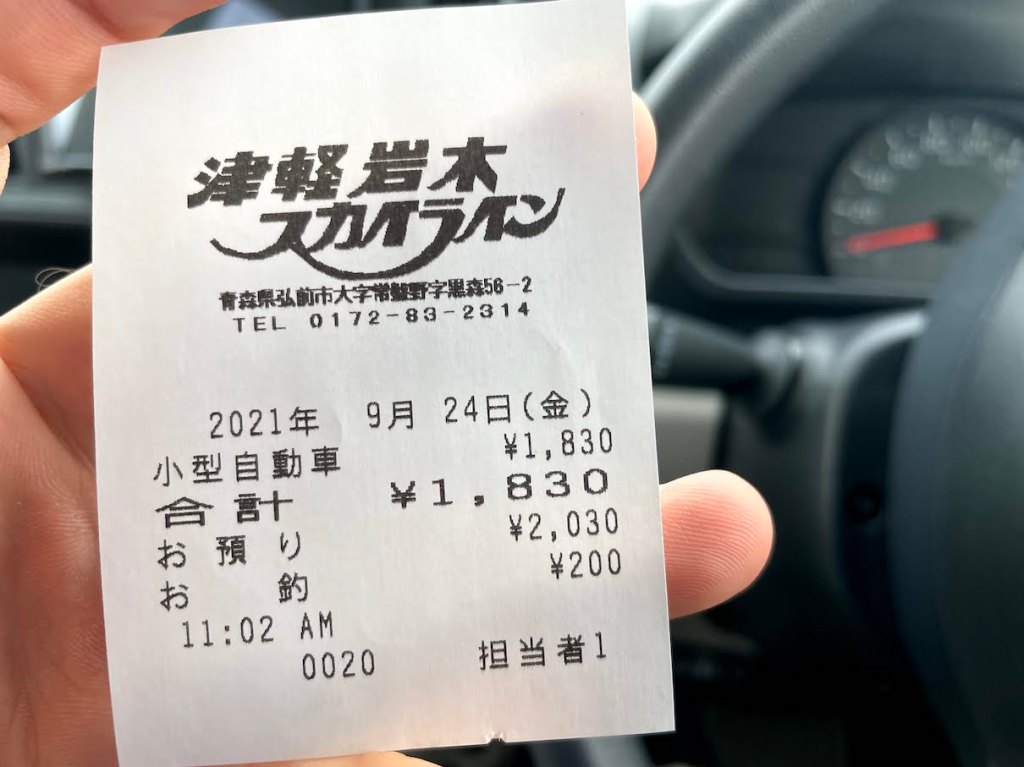 津軽岩木
スカイライン
青森県弘前市大字常盤野字黒森56-2
TEL 0172-83-2314
2021年 9月 24日(金)
小型自動車 ¥1,830
合計 ¥1,830
お預り ¥2,030
お釣 ¥200
11:02 AM
0020 担当者1